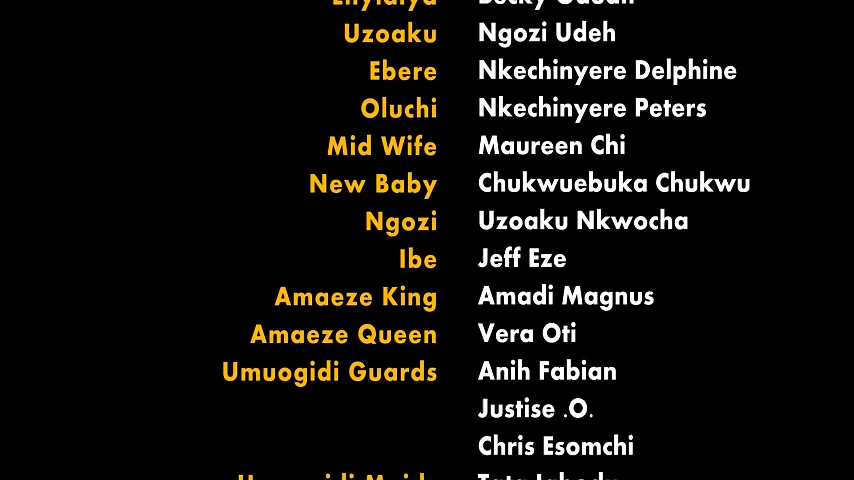 Uzoaku Ngozi Udeh
Ebere Nkechinyere Delphine
Oluchi Nkechinyere Peters
Mid Wife Maureen Chi
New Baby Chukwuebuka Chukwu
Ngozi Uzoaku Nkwocha
Ibe Jeff Eze
Amaeze King Amadi Magnus
Amaeze Queen Vera Oti
Umuogidi Guards Anih Fabian
Justise .O.
Chris Esomchi